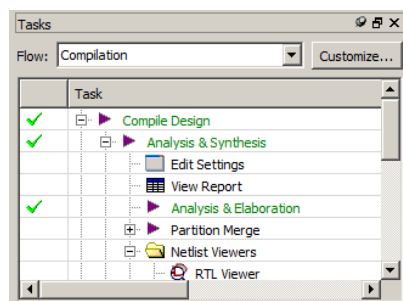 Tasks
Flow: Compilation Customize...
Task
Compile Design
Analysis & Synthesis
Edit Settings
View Report
Analysis & Elaboration
Partition Merge
Netlist Viewers
RTL Viewer